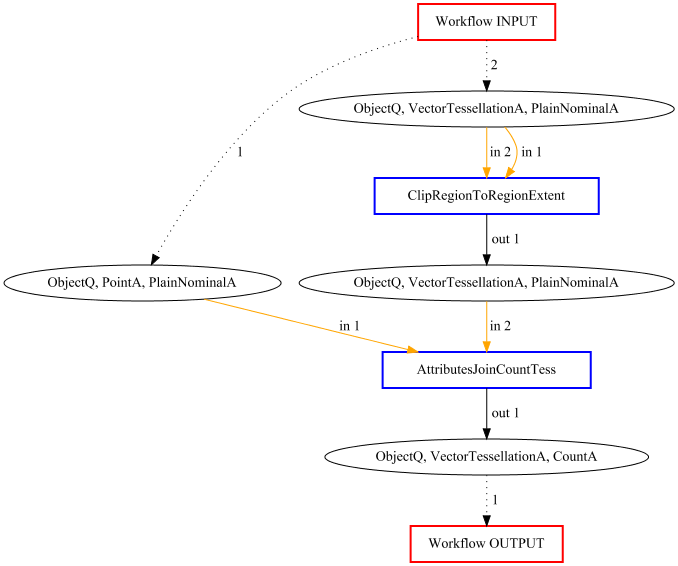 Workflow INPUT
2
ObjectQ, VectorTessellationA, PlainNominalA
in 2
in 1
1
ClipRegionToRegionExtent
out 1
ObjectQ, PointA, PlainNominalA
ObjectQ, VectorTessellationA, PlainNominalA
in 1
in 2
AttributesJoinCountTess
out 1
ObjectQ, VectorTessellationA, CountA
1
Workflow OUTPUT